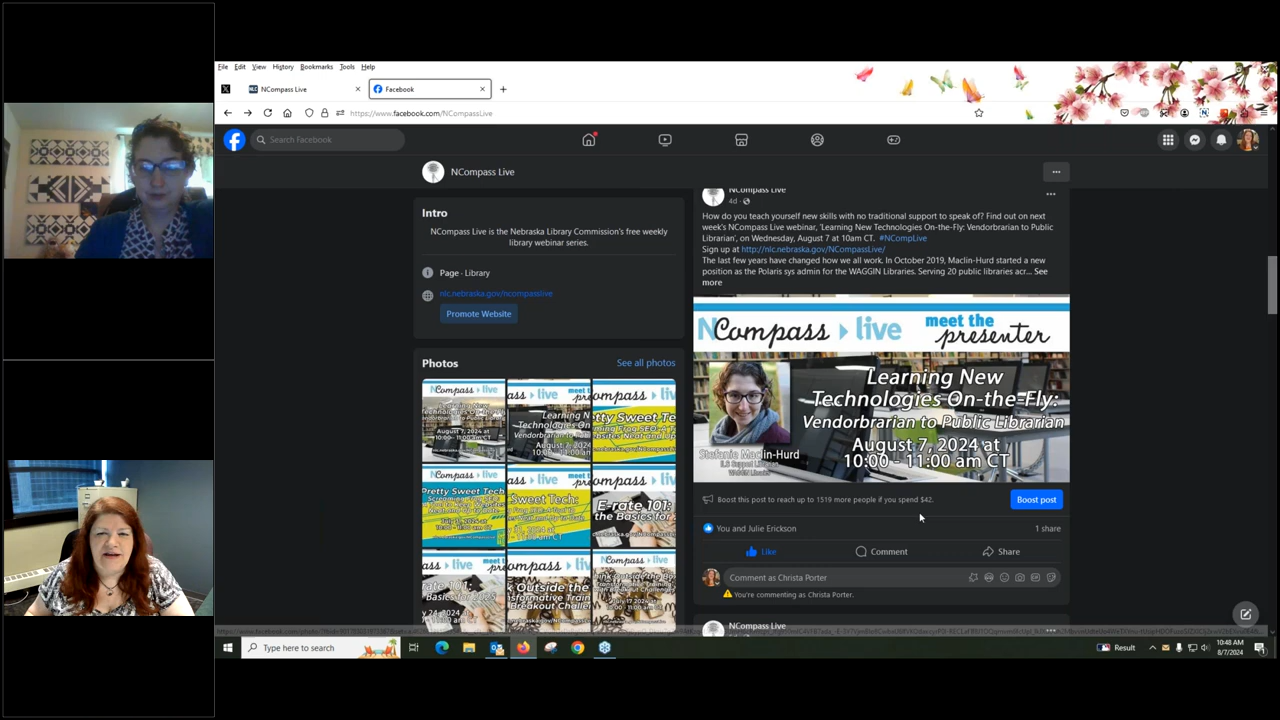 File Edit View History Bookmarks Tools Help
NCompass Live
Facebook
https://www.facebook.com/NCompassLive
Search Facebook
NCompass Live
Intro
NCompass Live is the Nebraska Library Commission's free weekly
library webinar series.
Page · Library
nlc.nebraska.gov/ncompasslive
Promote Website
Photos
See all photos
NCompass Live
4d
How do you teach yourself new skills with no traditional support to speak of? Find out on next
week's NCompass Live webinar, 'Learning New Technologies On-the-Fly: Vendorbrarian to Public
Librarian', on Wednesday, August 7 at 10am CT. #NCompLive
Sign up at http://nlc.nebraska.gov/NCompassLive/
The last few years have changed how we all work. In October 2019, Maclin-Hurd started a new
position as the Polaris sys admin for the WAGGIN Libraries. Serving 20 public libraries acr... See
more
NCompass live meet the
presenter
Learning New
Technologies On-the-Fly:
Vendorbrarian to Public Librarian
August 7, 2024 at
10:00 - 11:00 am CT
Stefanie Maclin-Hurd
WAGGIN Libraries
Boost this post to reach up to 1519 more people if you spend $42.
Boost post
You and Julie Erickson
1 share
Like
Comment
Share
Comment as Christa Porter
You're commenting as Christa Porter.
NCompass Live
Type here to search
Result
10:48 AM
8/7/2024